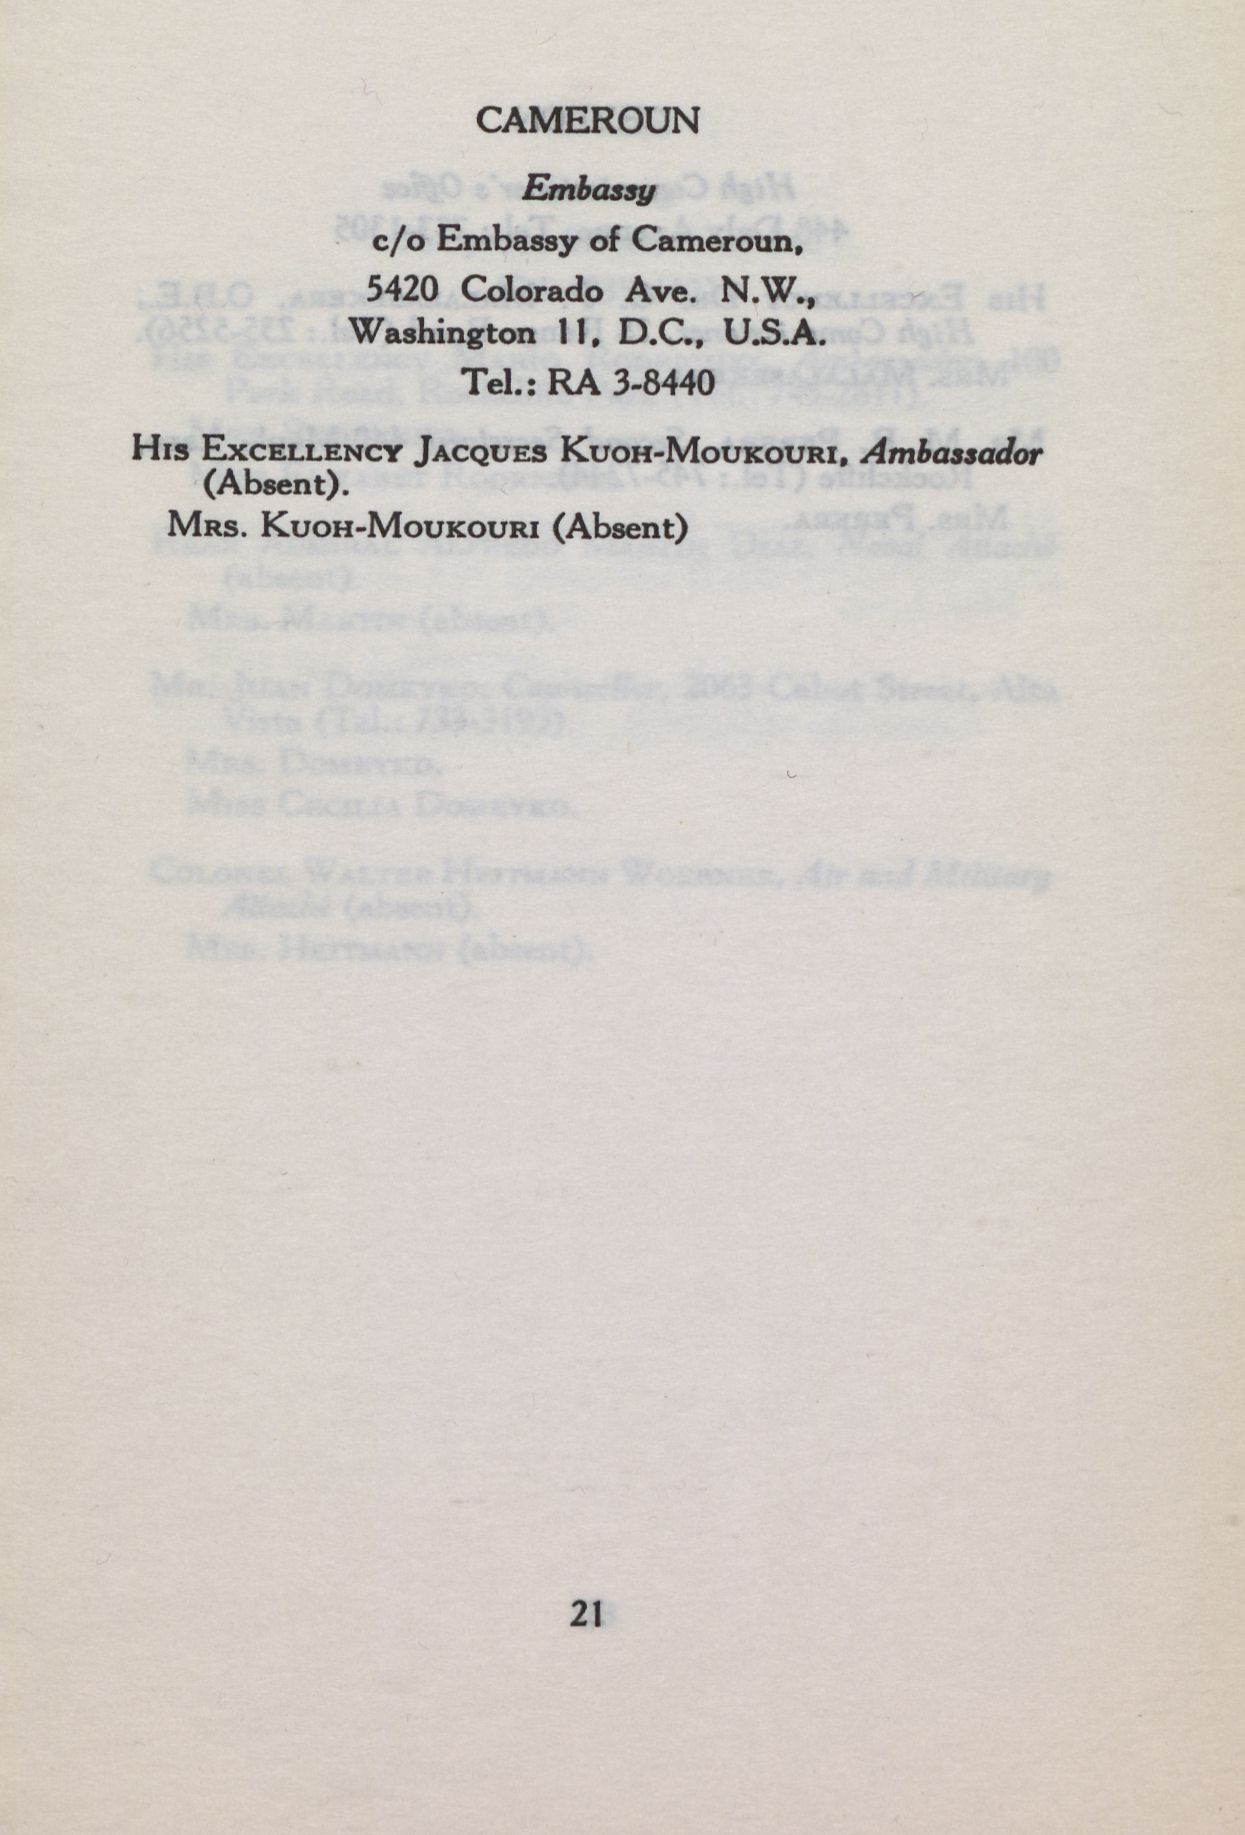 CAMEROUN
Embassy
c/o Embassy of Cameroun,
5420 Colorado Ave. N.W.,
Washington 11, D.C., U.S.A.
Tel.: RA 3-8440
His Excellency Jacques Kuoh-Moukouri, Ambassador
(Absent).
Mrs. Kuoh-Moukouri (Absent)
21